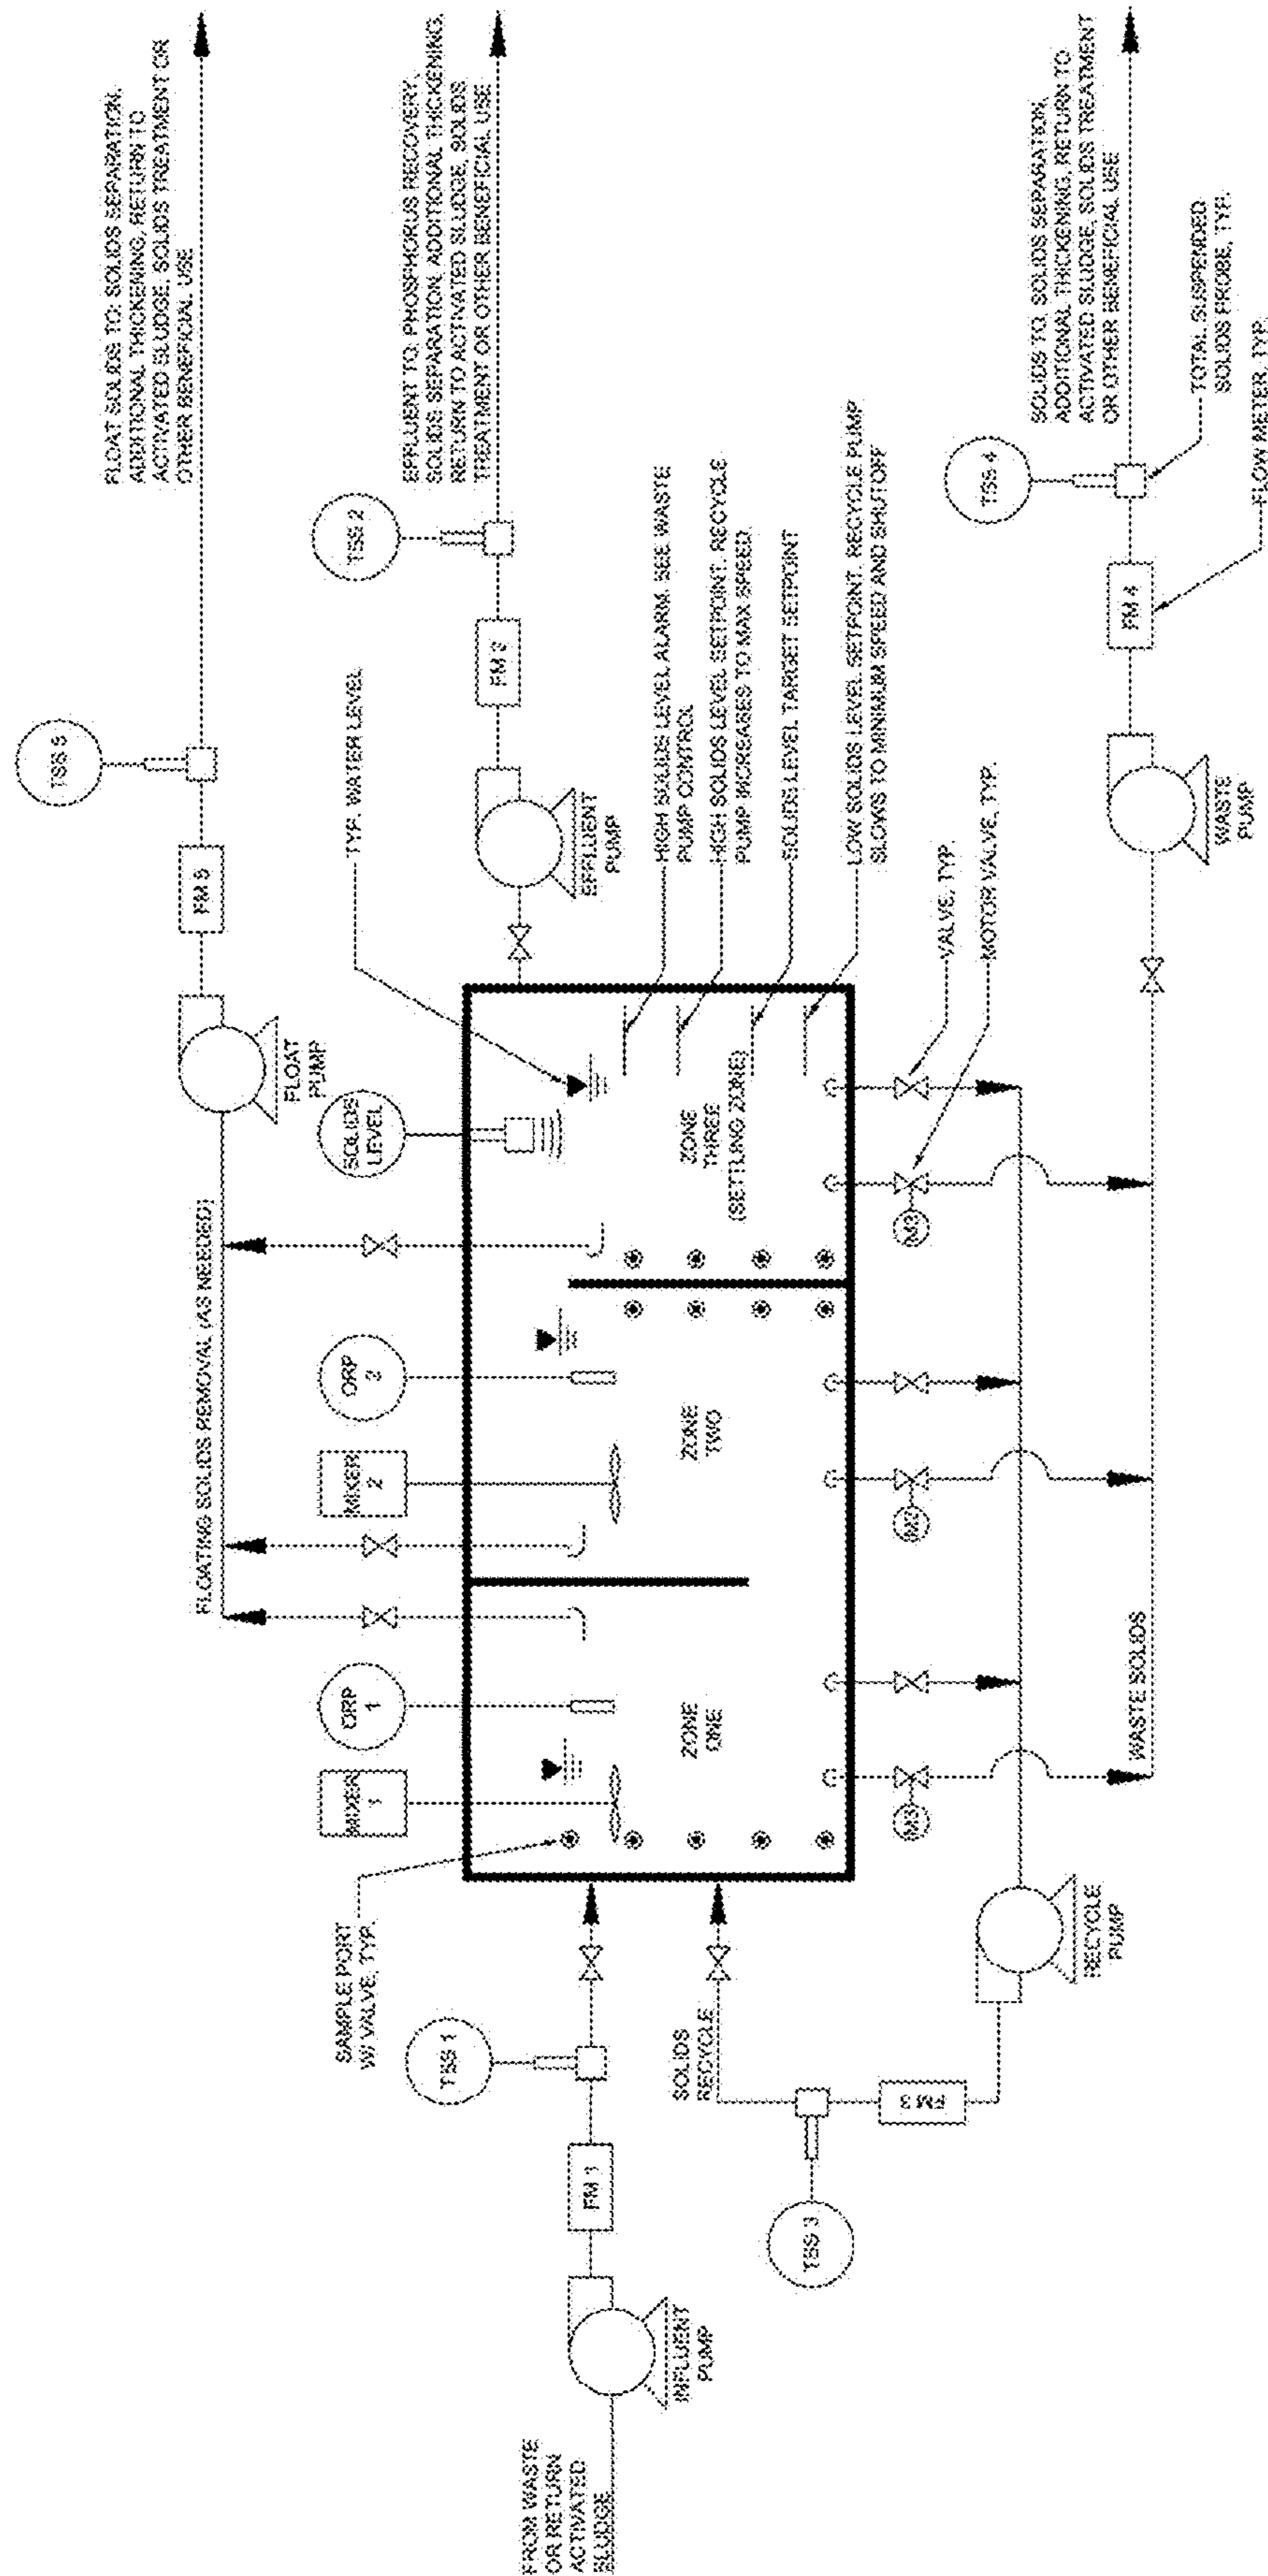 FLOAT SOLIDS TO: SOLIDS SEPARATION,
ADDITIONAL THICKENING, RETURN TO
ACTIVATED SLUDGE, SOLIDS TREATMENT OR
OTHER BENEFICIAL USE
TSS 5
FM 5
FLOAT
PUMP
FLOATING SOLIDS REMOVAL (AS NEEDED)
EFFLUENT TO: PHOSPHORUS RECOVERY,
SOLIDS SEPARATION, ADDITIONAL THICKENING,
RETURN TO ACTIVATED SLUDGE, SOLIDS
TREATMENT OR OTHER BENEFICIAL USE
TSS 2
FM 2
EFFLUENT
PUMP
TYP. WATER LEVEL
SOLIDS
LEVEL
ORP
2
MIXER
2
ORP
1
MIXER
1
SAMPLE PORT
W/ VALVE, TYP.
HIGH SOLIDS LEVEL ALARM. SEE WASTE
PUMP CONTROL
HIGH SOLIDS LEVEL SETPOINT. RECYCLE
PUMP INCREASES TO MAX SPEED
SOLIDS LEVEL TARGET SETPOINT
LOW SOLIDS LEVEL SETPOINT. RECYCLE PUMP
SLOWS TO MINIMUM SPEED AND SHUTOFF
ZONE
ONE
ZONE
TWO
ZONE
THREE
(SETTLING ZONE)
TSS 1
FM 1
INFLUENT
PUMP
FROM WASTE
OR RETURN
ACTIVATED
SLUDGE
SOLIDS
RECYCLE
TSS 3
FM 3
RECYCLE
PUMP
VALVE, TYP.
MOTOR VALVE, TYP.
M3
M2
WASTE SOLIDS
WASTE
PUMP
FM 4
TSS 4
SOLIDS TO: SOLIDS SEPARATION,
ADDITIONAL THICKENING, RETURN TO
ACTIVATED SLUDGE, SOLIDS TREATMENT
OR OTHER BENEFICIAL USE
TOTAL SUSPENDED
SOLIDS PROBE, TYP.
FLOW METER, TYP.